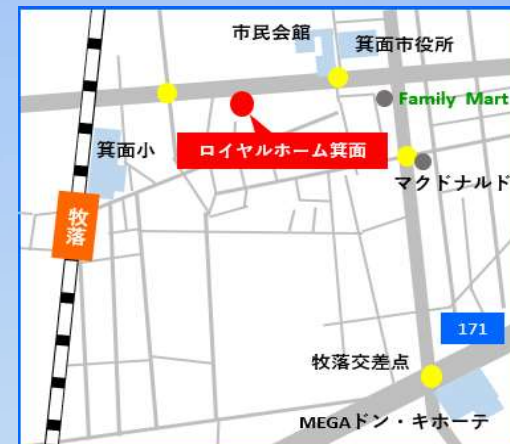 市民会館
箕面市役所
Family Mart
箕面小
ロイヤルホーム箕面
マクドナルド
牧落
171
牧落交差点
MEGAドン・キホーテ